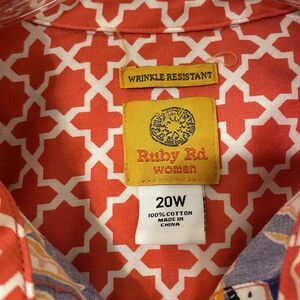 WRINKLE RESISTANT
Ruby Rd.
woman
20W
100% COTTON
MADE IN
CHINA